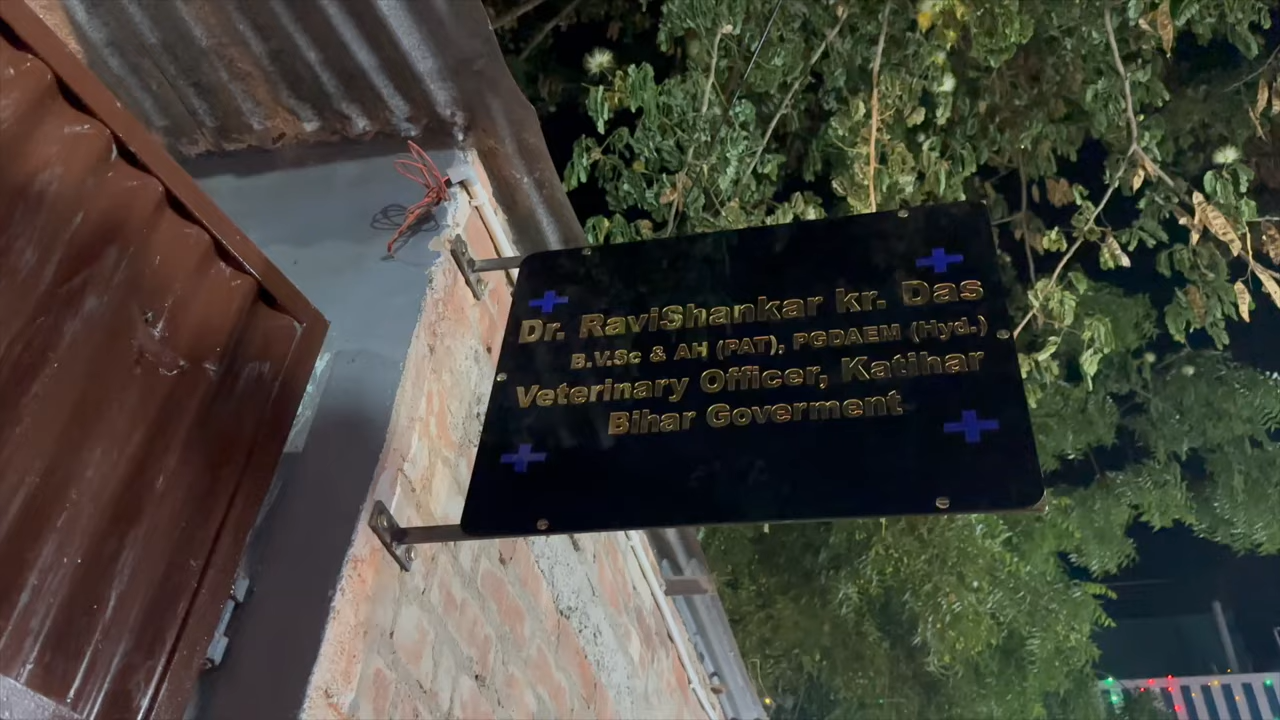 Dr. RaviShankar kr. Das
B.V.Sc & AH (PAT), PGDAEM (Hyd.)
Veterinary Officer, Katihar
Bihar Goverment